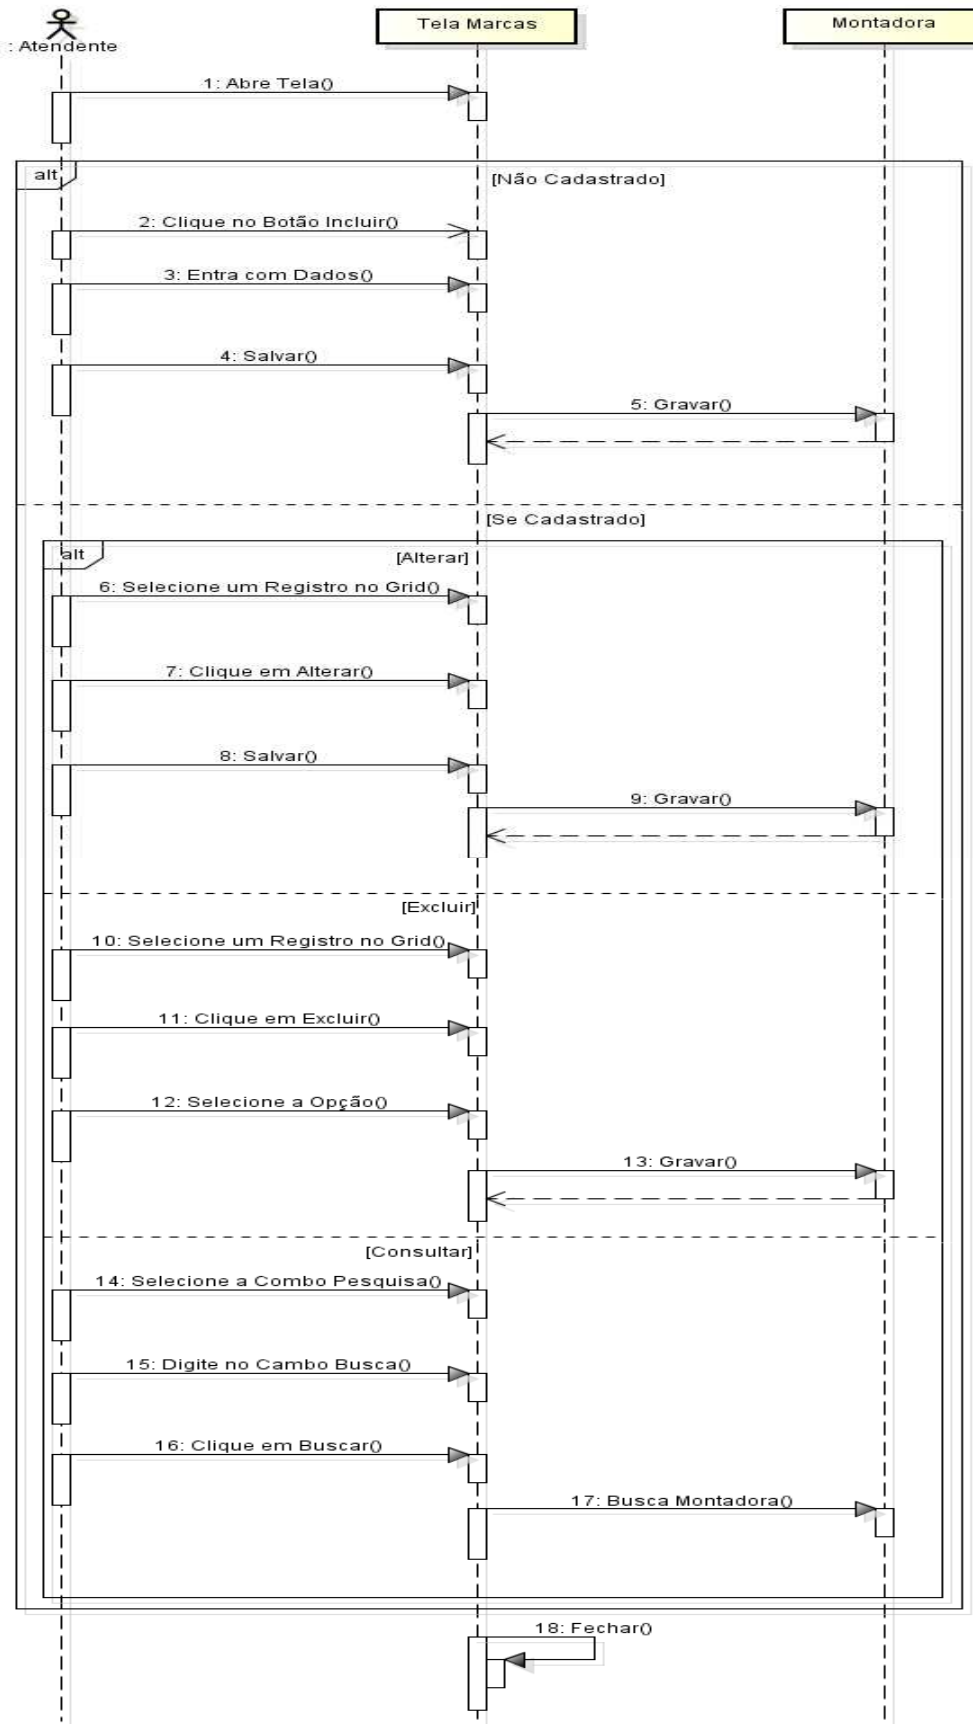 : Atendente
Tela Marcas
Montadora
1: Abre Tela()
alt
[Não Cadastrado]
2: Clique no Botão Incluir()
3: Entra com Dados()
4: Salvar()
5: Gravar()
[Se Cadastrado]
alt
[Alterar]
6: Selecione um Registro no Grid()
7: Clique em Alterar()
8: Salvar()
9: Gravar()
[Excluir]
10: Selecione um Registro no Grid()
11: Clique em Excluir()
12: Selecione a Opção()
13: Gravar()
[Consultar]
14: Selecione a Combo Pesquisa()
15: Digite no Cambo Busca()
16: Clique em Buscar()
17: Busca Montadora()
18: Fechar()